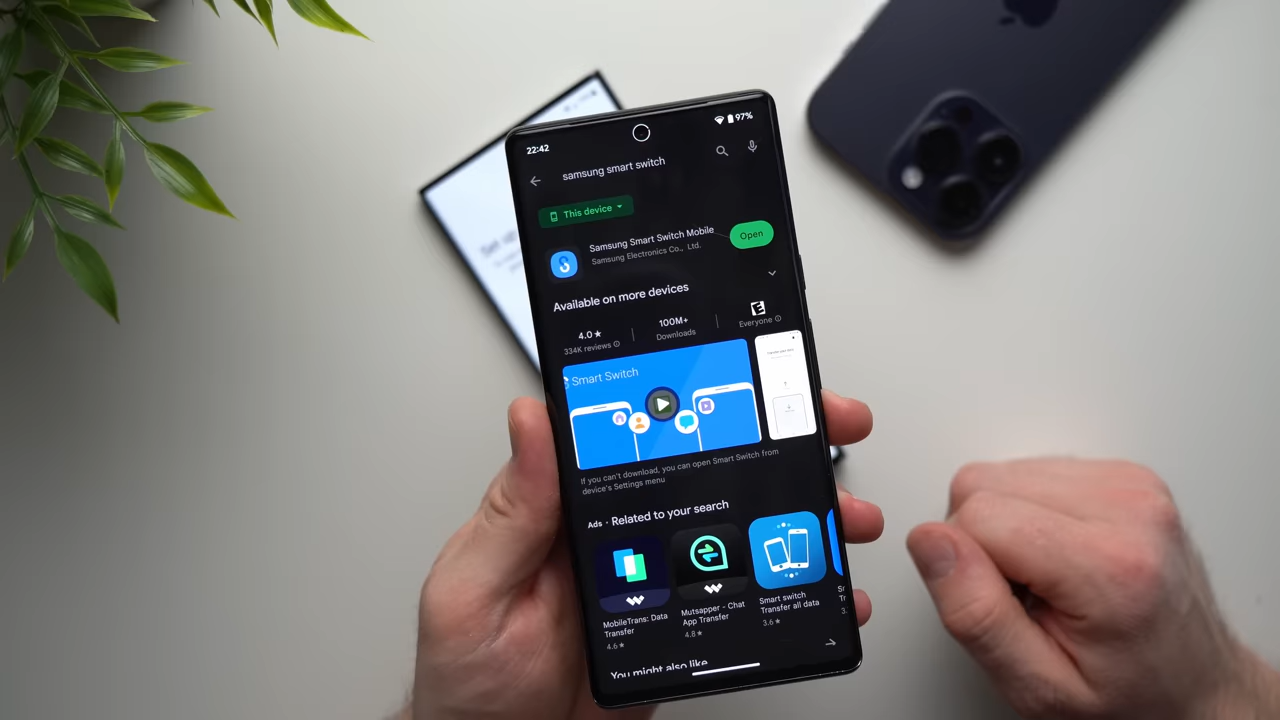 22:42
97%
samsung smart switch
This device
Samsung Smart Switch Mobile
Samsung Electronics Co., Ltd.
Open
Available on more devices
4.0★
334K reviews
100M+
Downloads
E
Everyone
Smart Switch
If you can't download, you can open Smart Switch from
device's Settings menu
Ads · Related to your search
MobileTrans: Data
Transfer
4.6★
Mutsapper - Chat
App Transfer
4.8★
Smart switch
Transfer all data
3.6★
You might also like